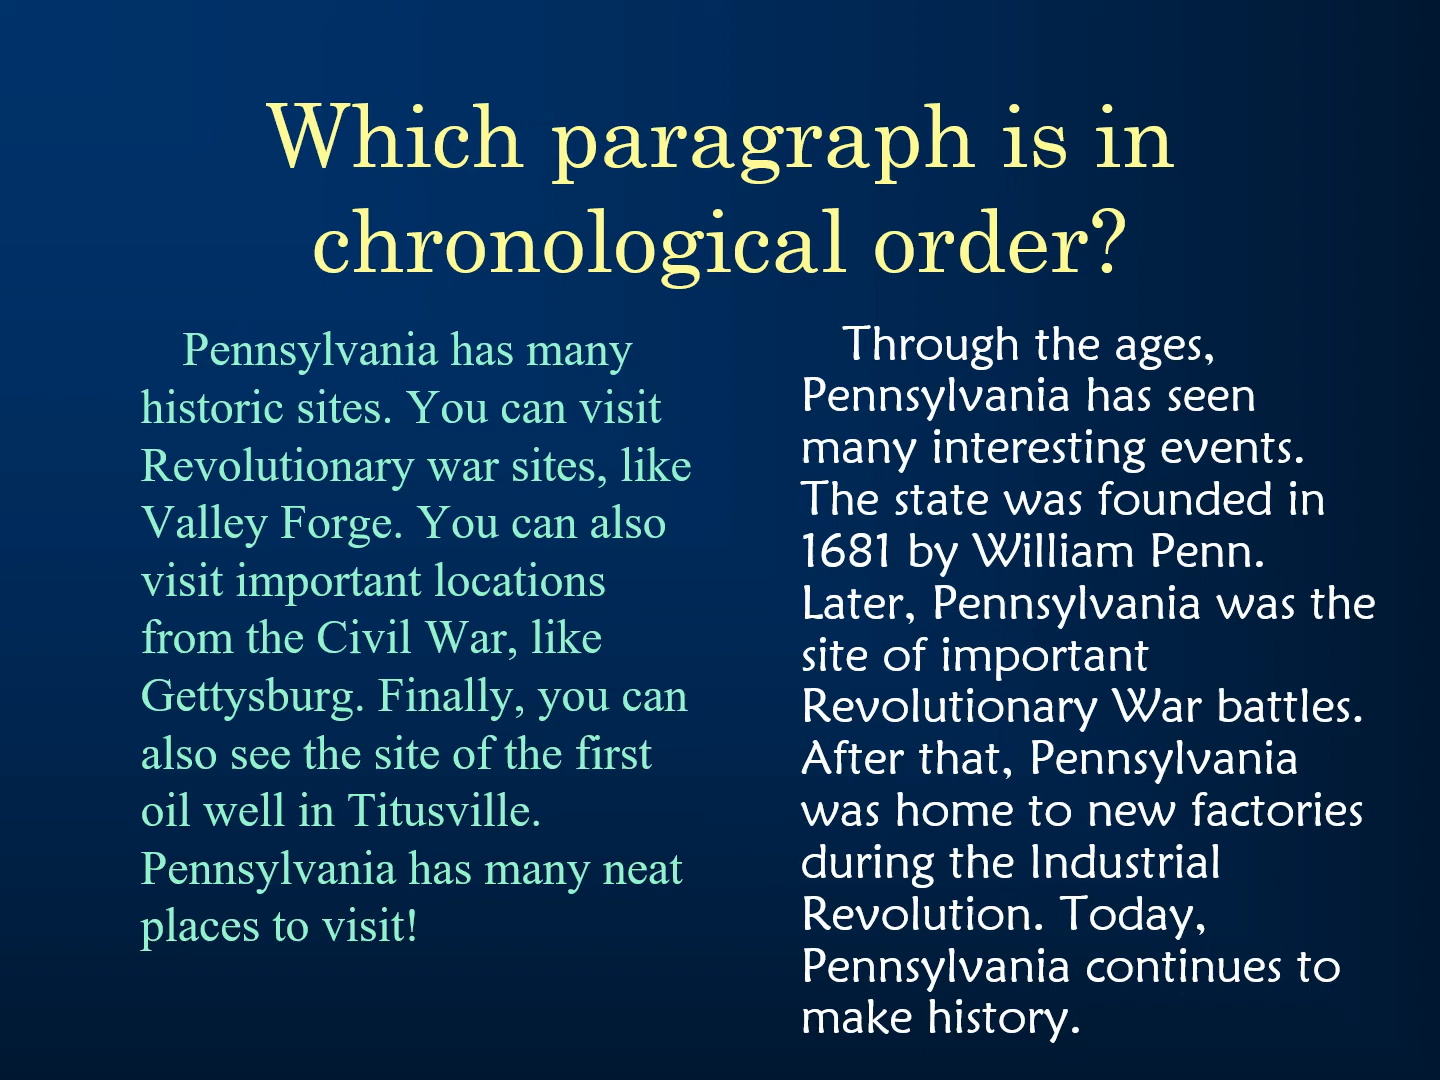 Which paragraph is in
chronological order?
Pennsylvania has many
historic sites. You can visit
Revolutionary war sites, like
Valley Forge. You can also
visit important locations
from the Civil War, like
Gettysburg. Finally, you can
also see the site of the first
oil well in Titusville.
Pennsylvania has many neat
places to visit!
Through the ages,
Pennsylvania has seen
many interesting events.
The state was founded in
1681 by William Penn.
Later, Pennsylvania was the
site of important
Revolutionary War battles.
After that, Pennsylvania
was home to new factories
during the Industrial
Revolution. Today,
Pennsylvania continues to
make history.